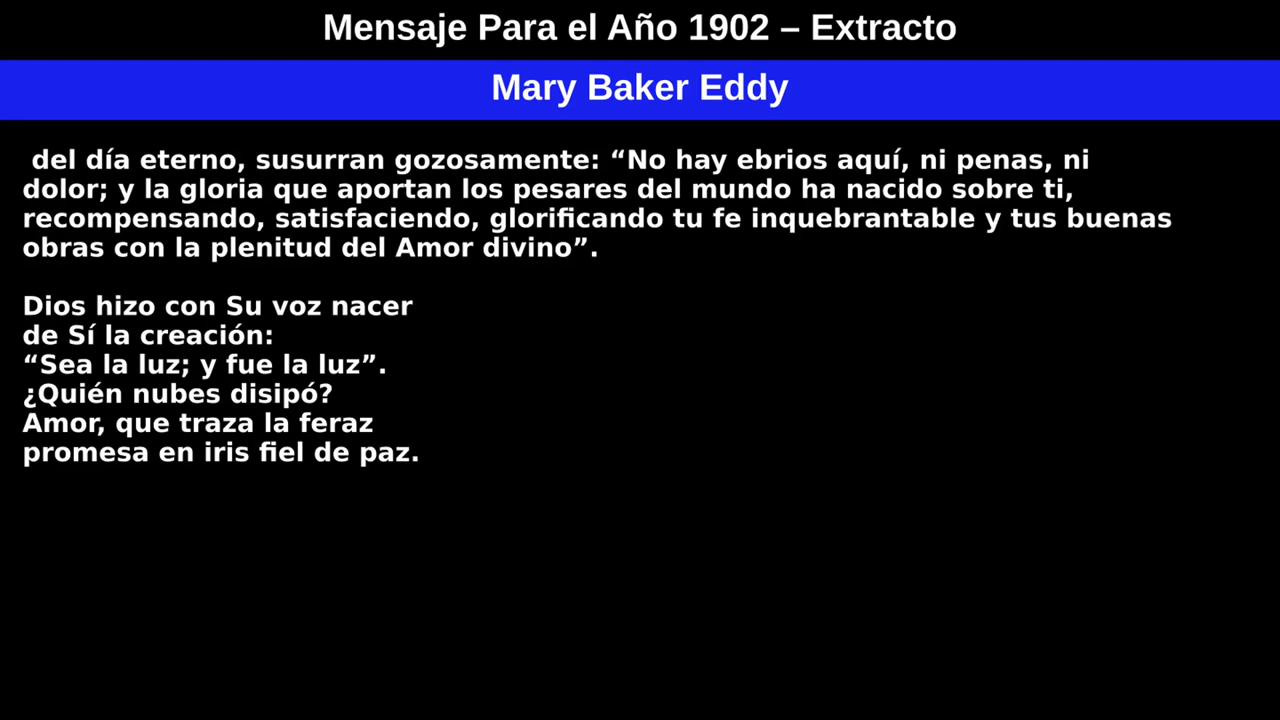 Mensaje Para el Año 1902 – Extracto
Mary Baker Eddy
del día eterno, susurran gozosamente: “No hay ebrios aquí, ni penas, ni
dolor; y la gloria que aportan los pesares del mundo ha nacido sobre ti,
recompensando, satisfaciendo, glorificando tu fe inquebrantable y tus buenas
obras con la plenitud del Amor divino”.
Dios hizo con Su voz nacer
de Sí la creación:
“Sea la luz; y fue la luz”.
¿Quién nubes disipó?
Amor, que traza la feraz
promesa en iris fiel de paz.